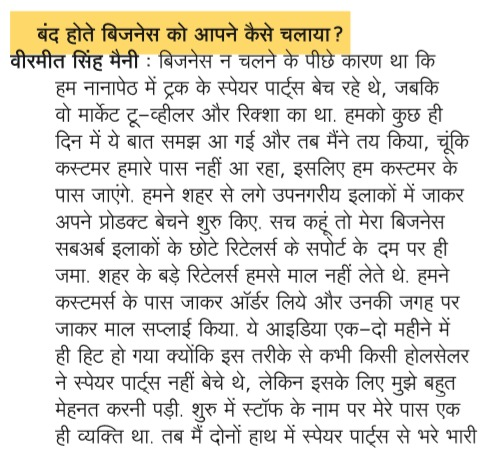 बंद होते बिजनेस को आपने कैसे चलाया?
वीरमीत सिंह मैनी : बिजनेस न चलने के पीछे कारण था कि
हम नानापेठ में ट्रक के स्पेयर पार्ट्स बेच रहे थे, जबकि
वो मार्केट टू-व्हीलर और रिक्शा का था. हमको कुछ ही
दिन में ये बात समझ आ गई और तब मैंने तय किया, चूंकि
कस्टमर हमारे पास नहीं आ रहा, इसलिए हम कस्टमर के
पास जाएंगे. हमने शहर से लगे उपनगरीय इलाकों में जाकर
अपने प्रोडक्ट बेचने शुरु किए. सच कहूं तो मेरा बिजनेस
सबअर्ब इलाकों के छोटे रिटेलर्स के सपोर्ट के दम पर ही
जमा. शहर के बड़े रिटेलर्स हमसे माल नहीं लेते थे. हमने
कस्टमर्स के पास जाकर ऑर्डर लिये और उनकी जगह पर
जाकर माल सप्लाई किया. ये आइडिया एक-दो महीने में
ही हिट हो गया क्योंकि इस तरीके से कभी किसी होलसेलर
ने स्पेयर पार्ट्स नहीं बेचे थे, लेकिन इसके लिए मुझे बहुत
मेहनत करनी पड़ी. शुरु में स्टॉफ के नाम पर मेरे पास एक
ही व्यक्ति था. तब मैं दोनों हाथ में स्पेयर पार्ट्स से भरे भारी